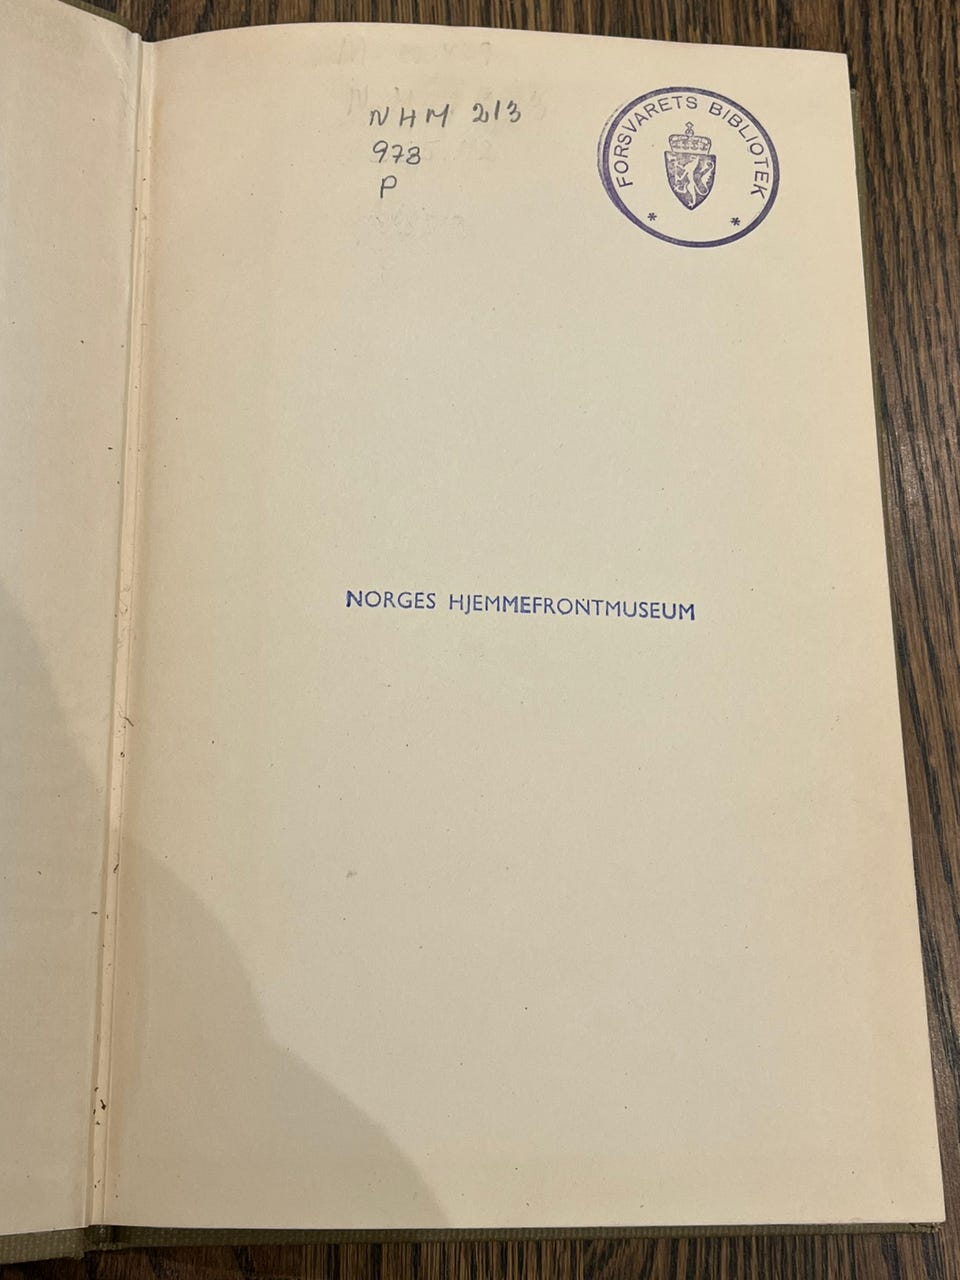 NHM 213
978
P
FORSVARETS BIBLIOTEK
* *
NORGES HJEMMEFRONTMUSEUM